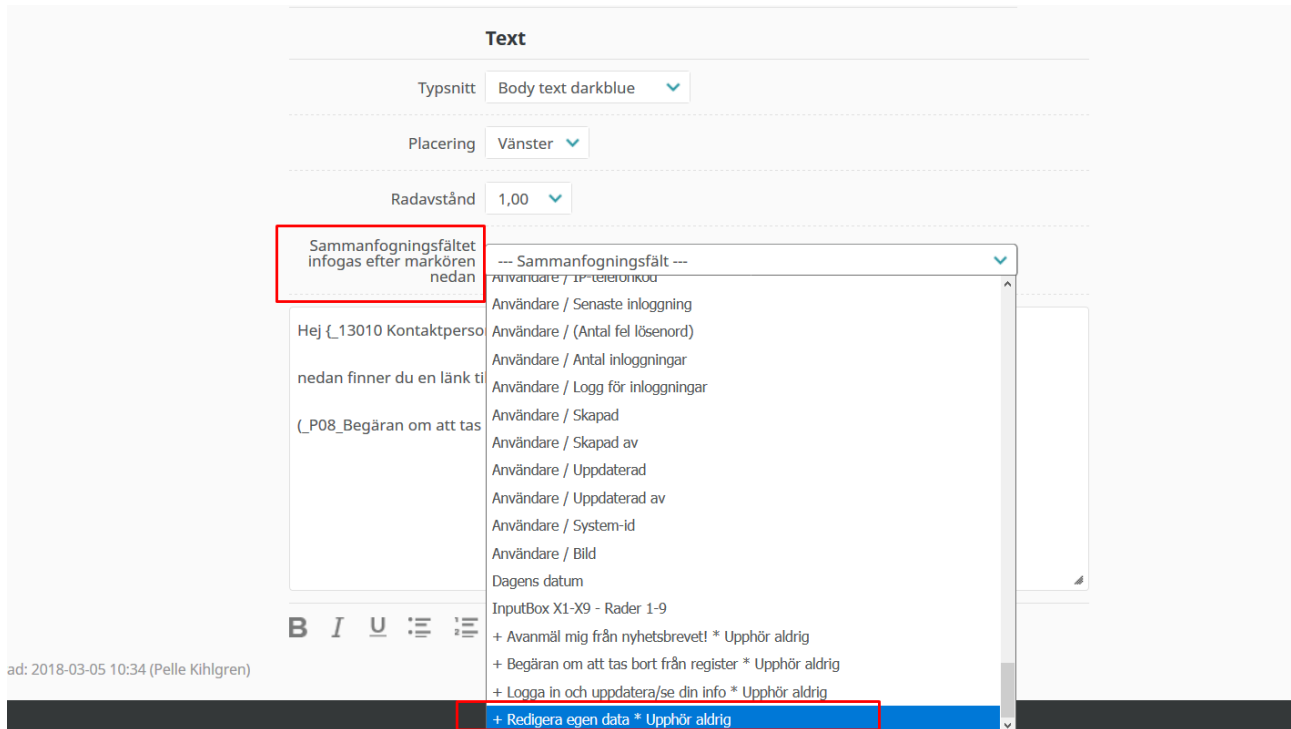 Text
Typsnitt Body text darkblue
Placering Vänster
Radavstånd 1,00
Sammanfogningsfältet
infogas efter markören
nedan
--- Sammanfogningsfält ---
Användare / IP-telefonkod
Användare / Senaste inloggning
Användare / (Antal fel lösenord)
Användare / Antal inloggningar
Användare / Logg för inloggningar
Användare / Skapad
Användare / Skapad av
Användare / Uppdaterad
Användare / Uppdaterad av
Användare / System-id
Användare / Bild
Dagens datum
InputBox X1-X9 - Rader 1-9
+ Avanmäl mig från nyhetsbrevet! * Upphör aldrig
+ Begäran om att tas bort från register * Upphör aldrig
+ Logga in och uppdatera/se din info * Upphör aldrig
+ Redigera egen data * Upphör aldrig
Hej {_13010 Kontaktperso
nedan finner du en länk til
(_P08_Begäran om att tas
B I U
ad: 2018-03-05 10:34 (Pelle Kihlgren)